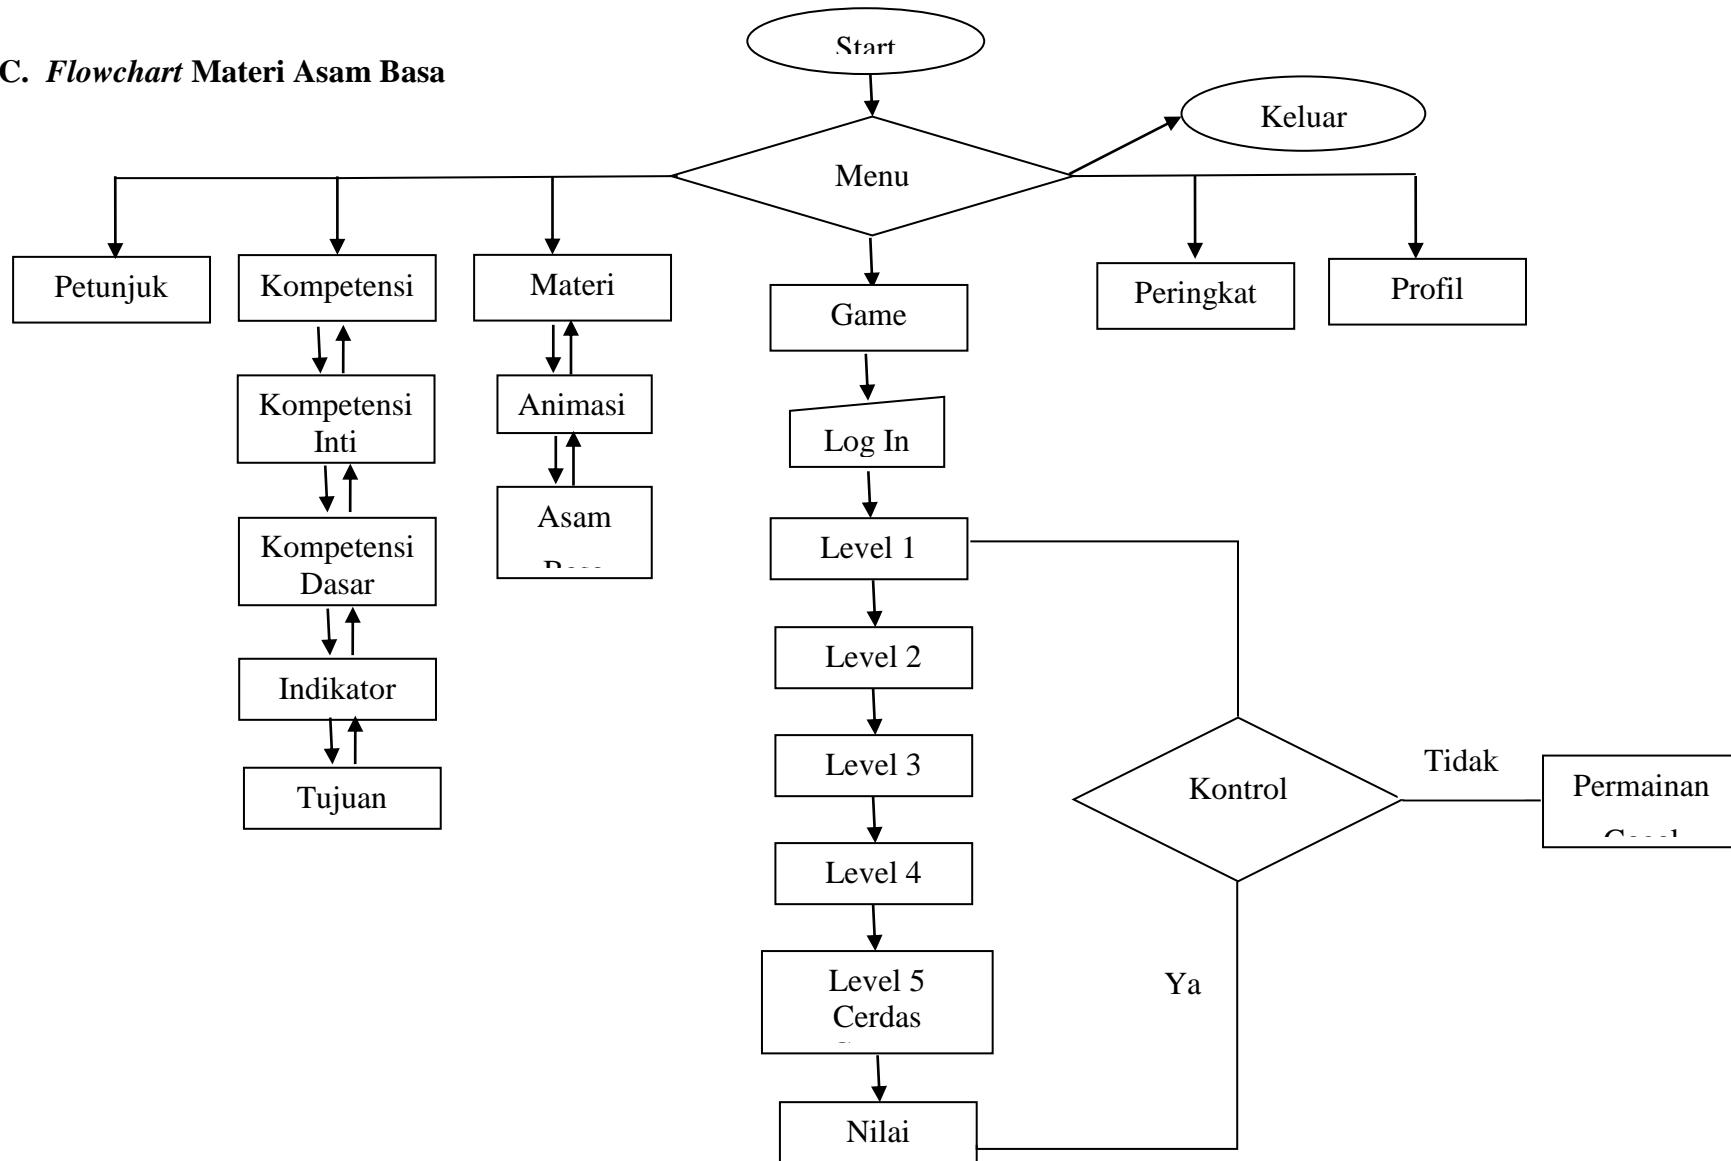 Start
C. Flowchart Materi Asam Basa
Keluar
Menu
Petunjuk
Kompetensi
Materi
Game
Peringkat
Profil
Kompetensi
Inti
Animasi
Log In
Asam
Kompetensi
Dasar
Level 1
Level 2
Indikator
Level 3
Tujuan
Kontrol
Tidak
Permainan
Level 4
Level 5
Cerdas
Ya
Nilai